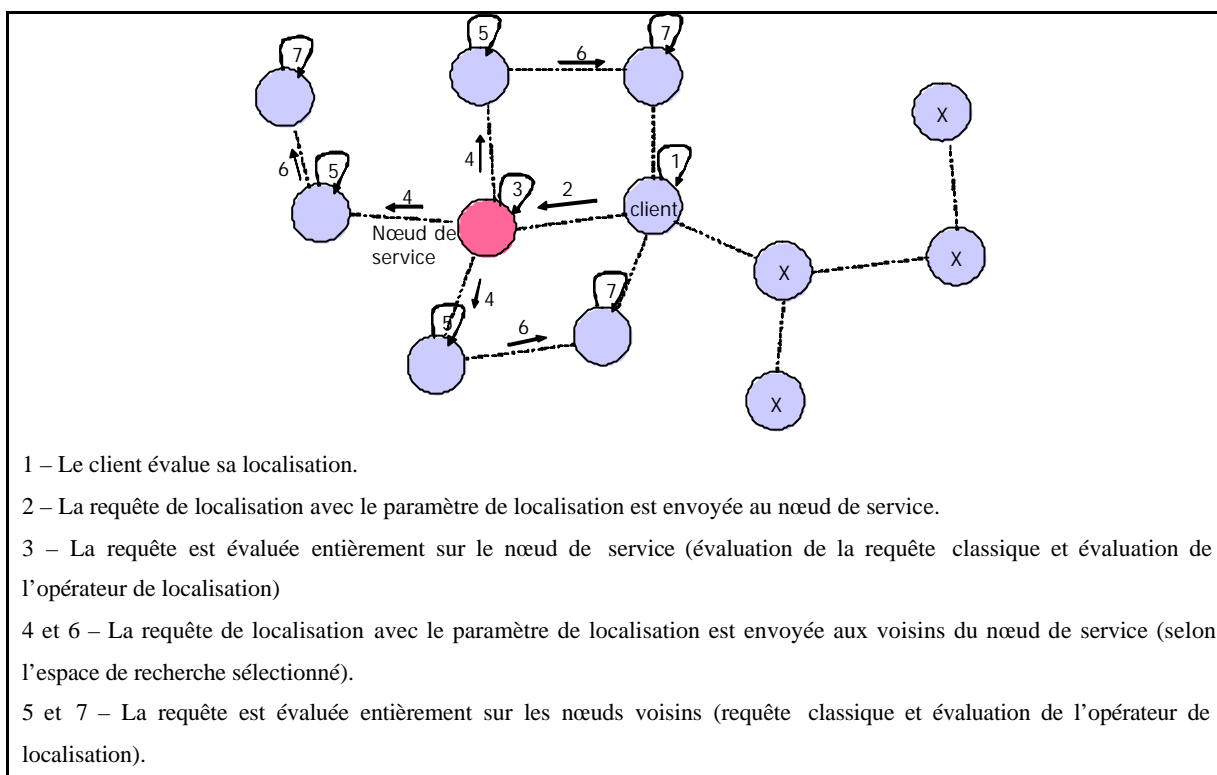 5
7
7
6
X
5
6
4
1
3
2
4
client
Nœud de
service
X
X
7
4
5
6
X
1 – Le client évalue sa localisation.
2 – La requête de localisation avec le paramètre de localisation est envoyée au nœud de service.
3 – La requête est évaluée entièrement sur le nœud de service (évaluation de la requête classique et évaluation de
l’opérateur de localisation)
4 et 6 – La requête de localisation avec le paramètre de localisation est envoyée aux voisins du nœud de service (selon
l’espace de recherche sélectionné).
5 et 7 – La requête est évaluée entièrement sur les nœuds voisins (requête classique et évaluation de l’opérateur de
localisation).